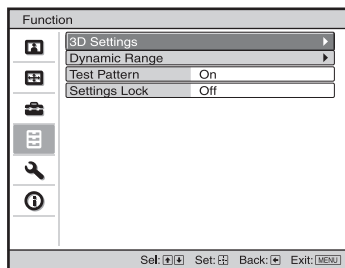 Function
3D Settings
Dynamic Range
Test Pattern On
Settings Lock Off
Sel: Set: Back: Exit: MENU